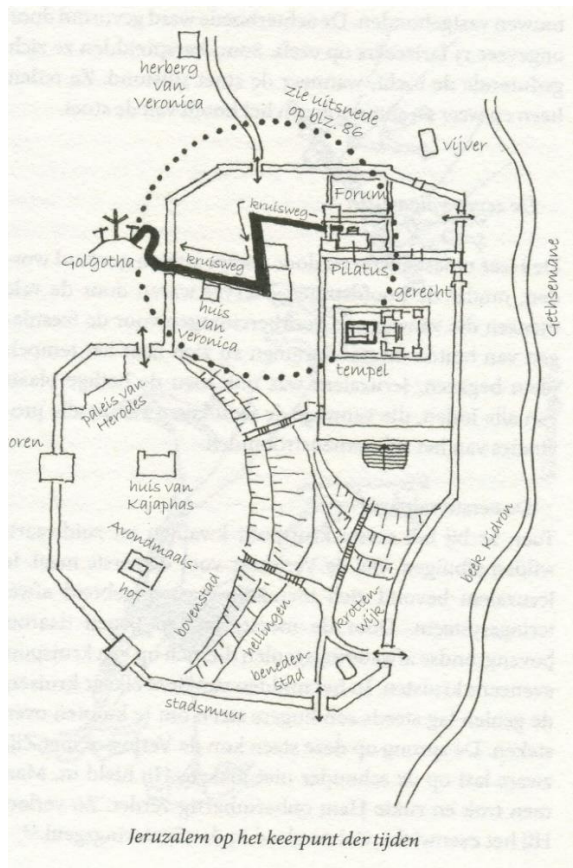 herberg
van
Veronica
zie uitsnede
op blz. 86
vijver
Forum
kruisweg
kruisweg
Golgotha
Pilatus
gerecht
Gethsemane
huis
van
Veronica
tempel
paleis van
Herodes
oren
huis van
Kajaphas
Avondmaals-
hof
bovenstad
hellingen
beneden-
stad
krotten-
wijk
beek Kidron
stadsmuur
Jeruzalem op het keerpunt der tijden